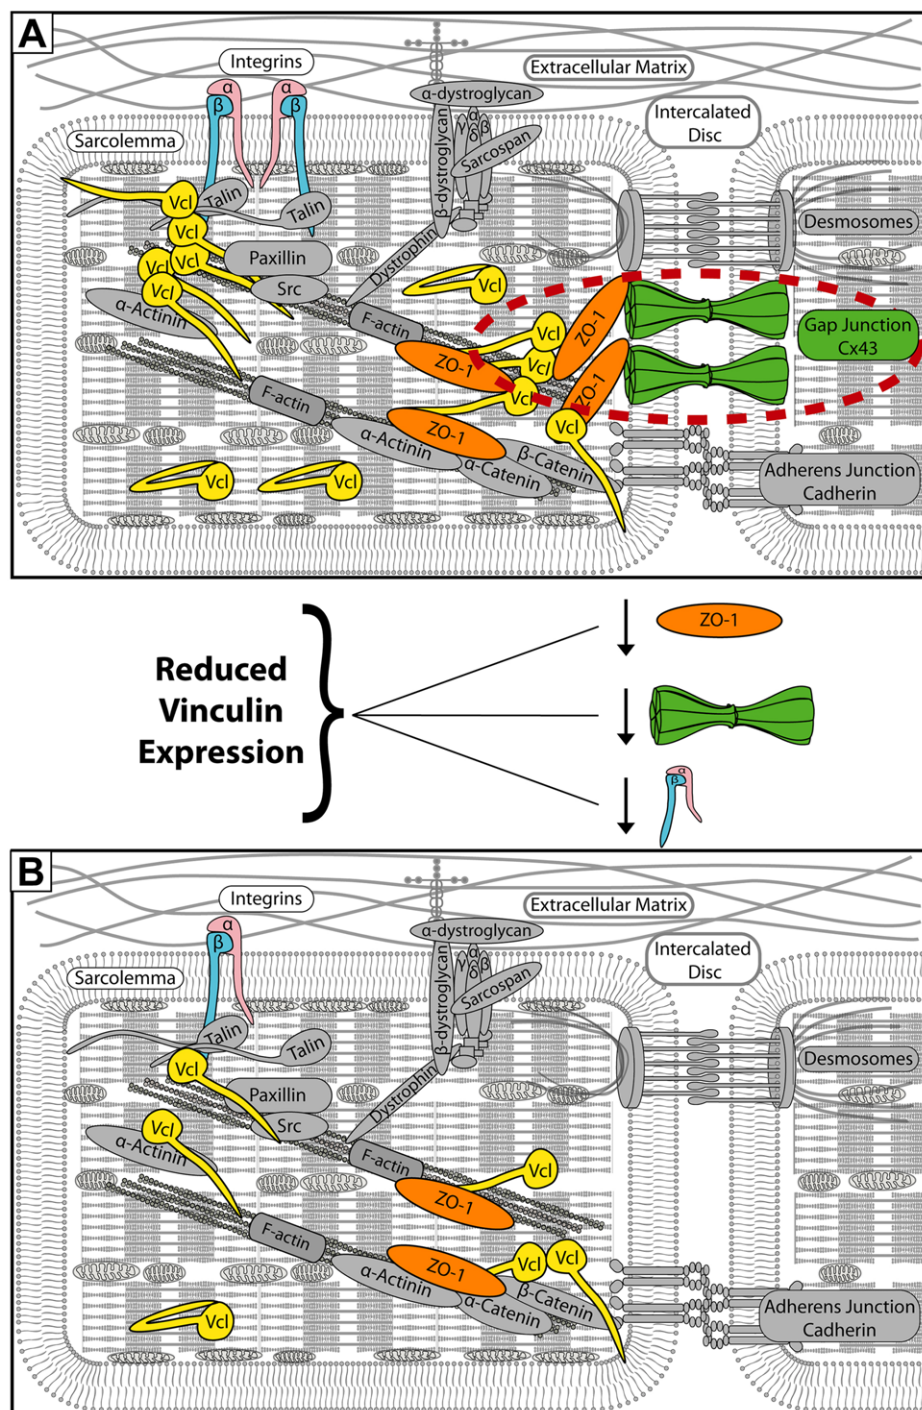 A
Integrins
Extracellular Matrix
α
α
β
β
α-dystroglycan
Intercalated
Disc
Sarcolemma
β-dystroglycan
α
γ
δ
β
Sarcospan
Talin
Talin
Desmosomes
Vcl
Vcl
Vcl
Vcl
Vcl
Paxillin
Src
Dystrophin
Vcl
α-Actinin
F-actin
ZO-1
Vcl
ZO-1
Vcl
Gap Junction
Cx43
F-actin
Vcl
ZO-1
ZO-1
Vcl
α-Actinin
α-Catenin
β-Catenin
Vcl
Vcl
Adherens Junction
Cadherin
Reduced
Vinculin
Expression
ZO-1
α
β
B
Integrins
Extracellular Matrix
α
β
α-dystroglycan
Intercalated
Disc
Sarcolemma
β-dystroglycan
α
γ
δ
β
Sarcospan
Talin
Talin
Desmosomes
Vcl
Paxillin
Src
Dystrophin
Vcl
α-Actinin
F-actin
Vcl
ZO-1
F-actin
ZO-1
Vcl
Vcl
α-Actinin
α-Catenin
β-Catenin
Vcl
Adherens Junction
Cadherin